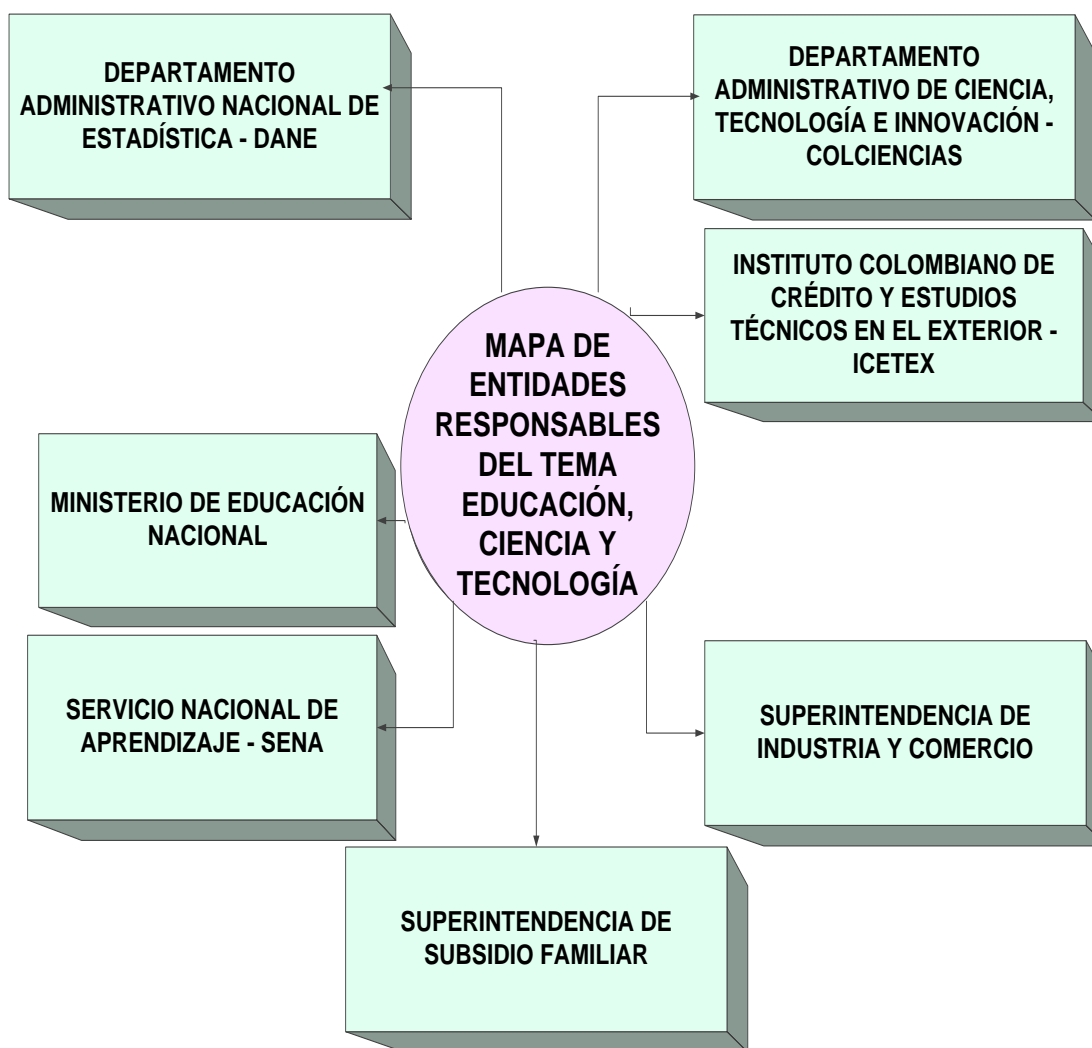 DEPARTAMENTO
ADMINISTRATIVO NACIONAL DE
ESTADÍSTICA - DANE
DEPARTAMENTO
ADMINISTRATIVO DE CIENCIA,
TECNOLOGÍA E INNOVACIÓN -
COLCIENCIAS
INSTITUTO COLOMBIANO DE
CRÉDITO Y ESTUDIOS
TÉCNICOS EN EL EXTERIOR -
ICETEX
MAPA DE
ENTIDADES
RESPONSABLES
DEL TEMA
EDUCACIÓN,
CIENCIA Y
TECNOLOGÍA
MINISTERIO DE EDUCACIÓN
NACIONAL
SERVICIO NACIONAL DE
APRENDIZAJE - SENA
SUPERINTENDENCIA DE
INDUSTRIA Y COMERCIO
SUPERINTENDENCIA DE
SUBSIDIO FAMILIAR